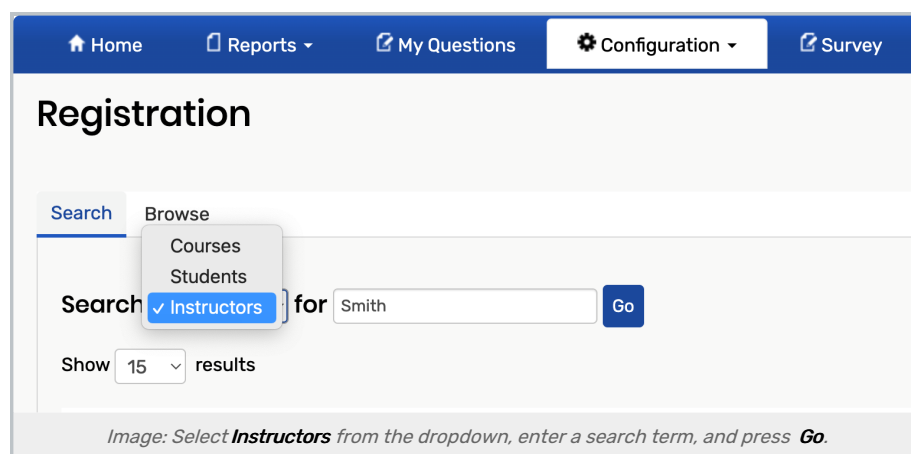 Home Reports My Questions Configuration Survey
Registration
Search Browse
Courses
Students
Search Instructors for Smith Go
Show 15 results
Image: Select Instructors from the dropdown, enter a search term, and press Go.